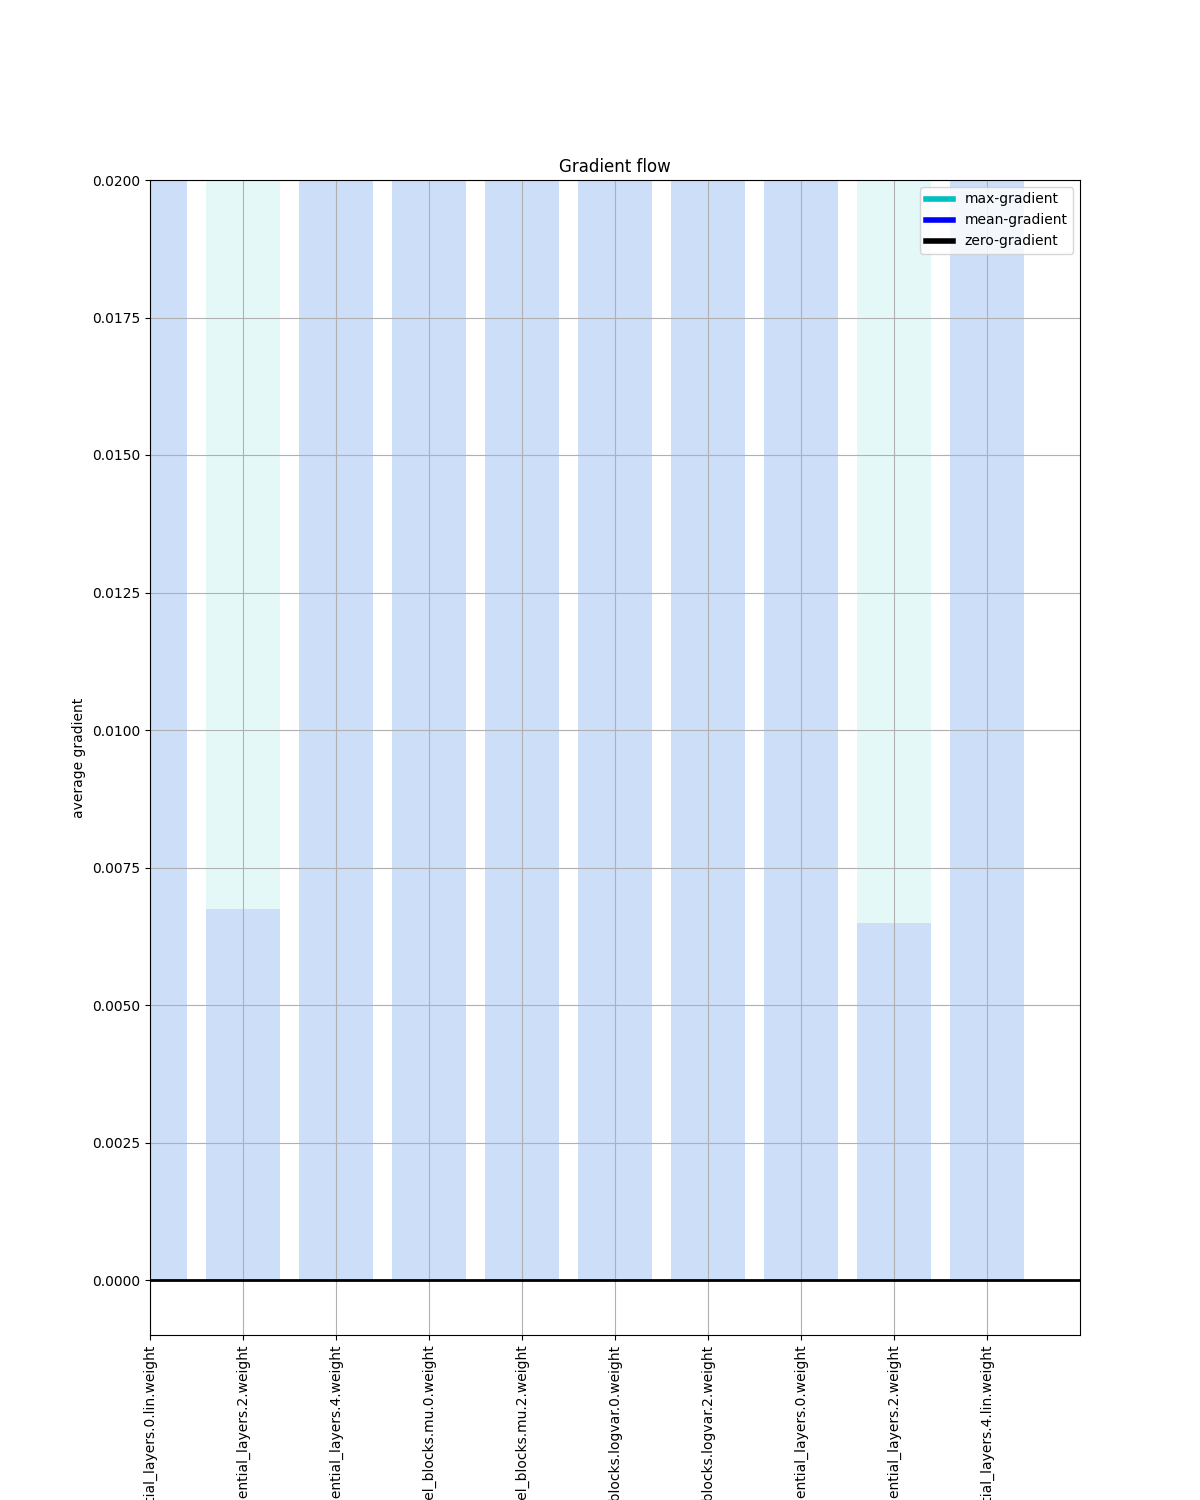 Gradient flow
max-gradient
mean-gradient
zero-gradient
0.0200
0.0175
0.0150
0.0125
0.0100
0.0075
0.0050
0.0025
0.0000
average gradient
tial_layers.0.lin.weight
ential_layers.2.weight
ential_layers.4.weight
el_blocks.mu.0.weight
el_blocks.mu.2.weight
blocks.logvar.0.weight
blocks.logvar.2.weight
ential_layers.0.weight
ential_layers.2.weight
tial_layers.4.lin.weight